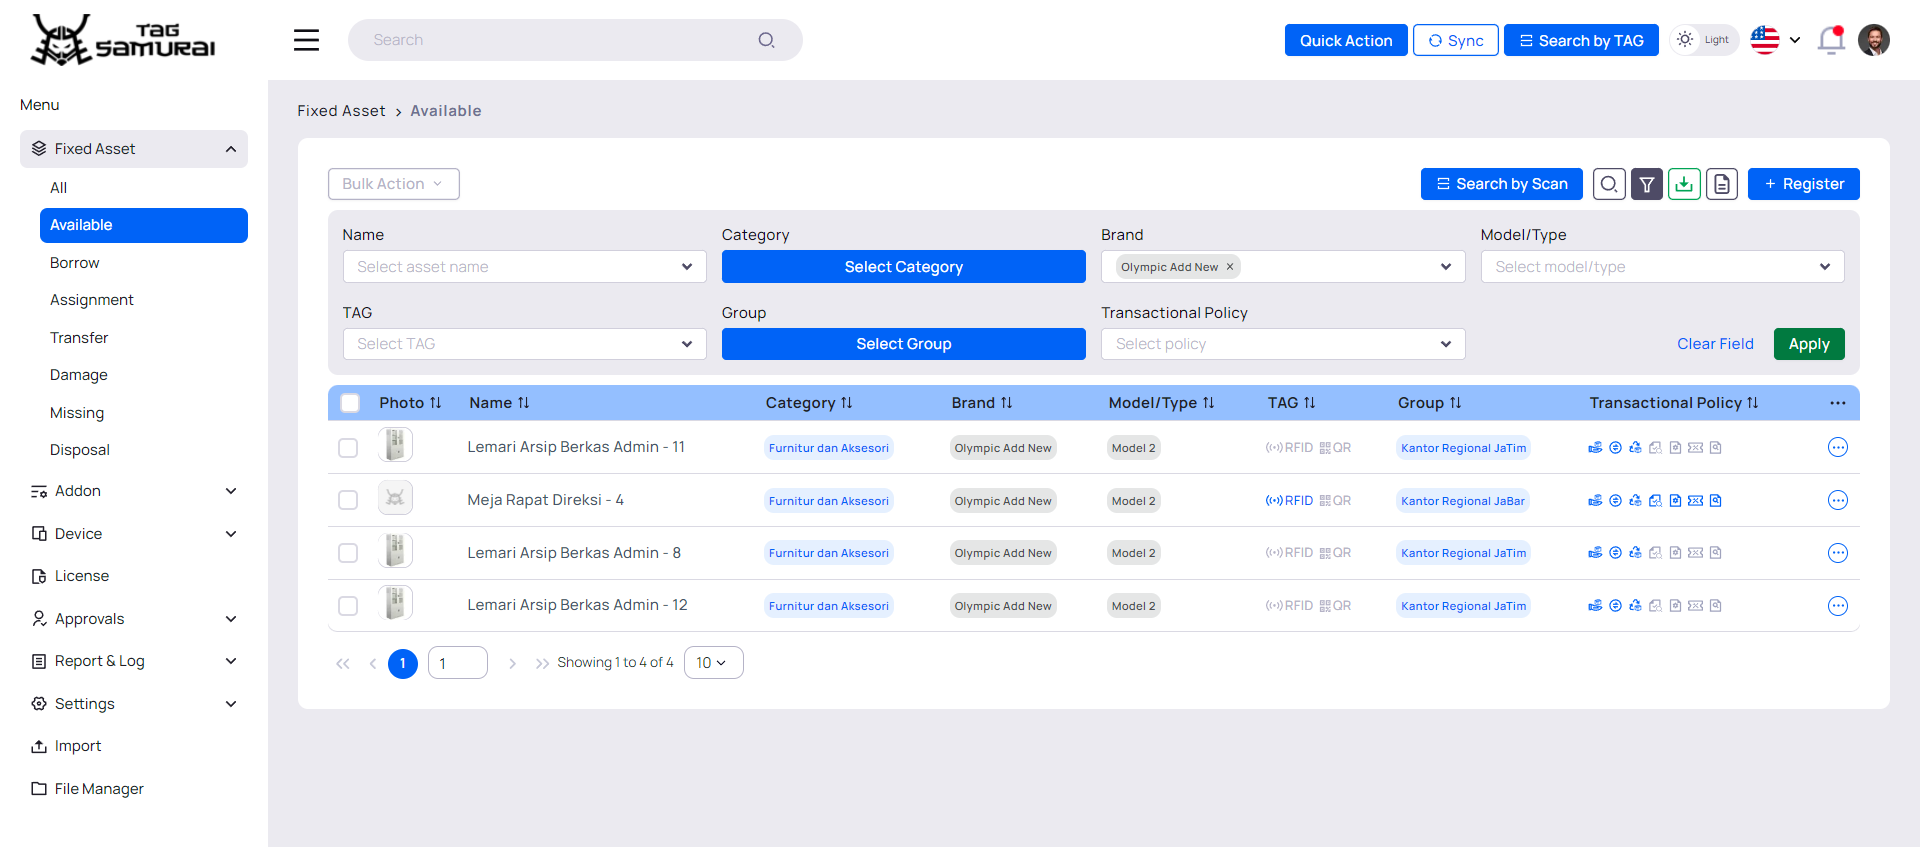 TAG SAMURAI
Search
Quick Action
Sync
Search by TAG
Light
Menu
Fixed Asset
All
Available
Borrow
Assignment
Transfer
Damage
Missing
Disposal
Addon
Device
License
Approvals
Report & Log
Settings
Import
File Manager
Fixed Asset > Available
Bulk Action
Search by Scan
+ Register
Name Category Brand Model/Type
Select asset name Select Category Olympic Add New × Select model/type
TAG Group Transactional Policy
Select TAG Select Group Select policy Clear Field Apply
Photo Name Category Brand Model/Type TAG Group Transactional Policy ...
Lemari Arsip Berkas Admin - 11 Furnitur dan Aksesori Olympic Add New Model 2 RFID QR Kantor Regional JaTim
Meja Rapat Direksi - 4 Furnitur dan Aksesori Olympic Add New Model 2 RFID QR Kantor Regional JaBar
Lemari Arsip Berkas Admin - 8 Furnitur dan Aksesori Olympic Add New Model 2 RFID QR Kantor Regional JaTim
Lemari Arsip Berkas Admin - 12 Furnitur dan Aksesori Olympic Add New Model 2 RFID QR Kantor Regional JaTim
<< < 1 1 > >> Showing 1 to 4 of 4 10